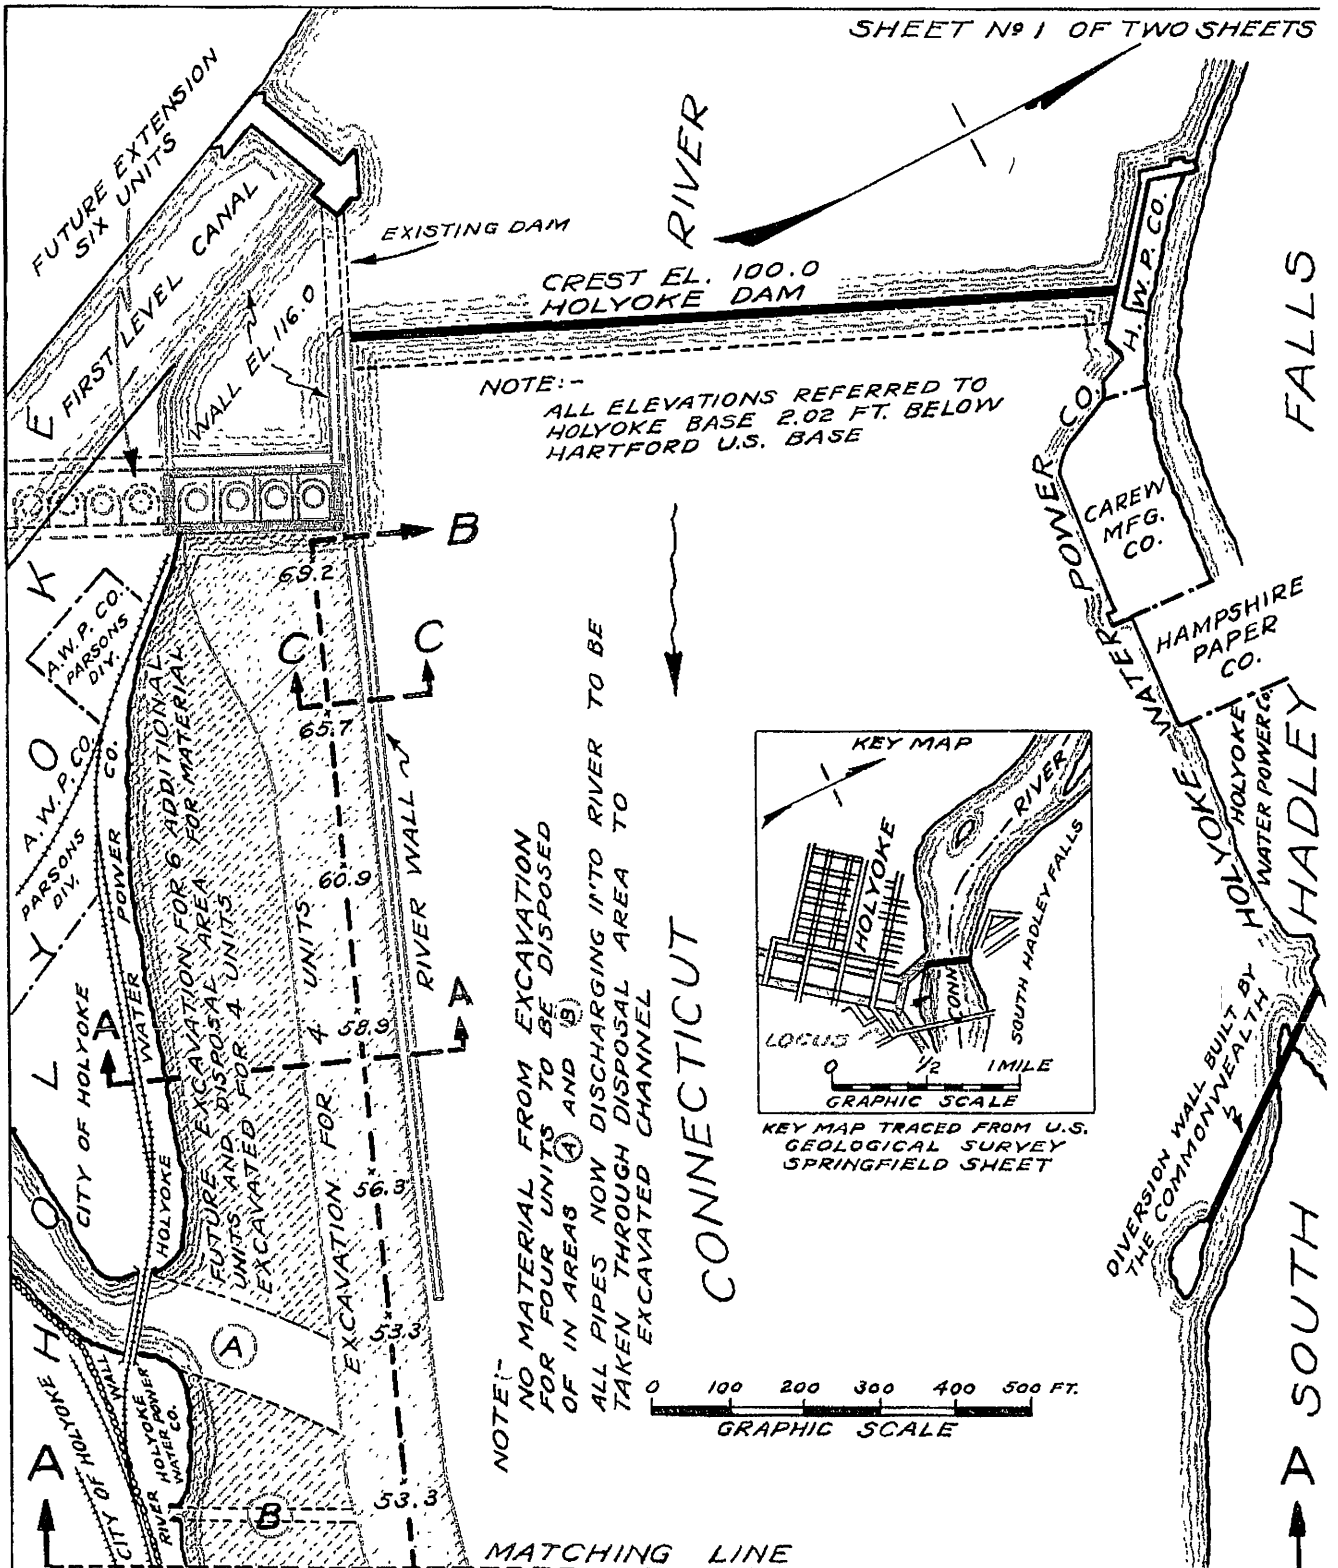 SHEET No 1 OF TWO SHEETS
FUTURE EXTENSION
SIX UNITS
FIRST LEVEL CANAL
WALL EL. 116.0
EXISTING DAM
RIVER
CREST EL. 100.0
HOLYOKE DAM
H. W. P. CO.
FALLS
NOTE:-
ALL ELEVATIONS REFERRED TO
HOLYOKE BASE 2.02 FT. BELOW
HARTFORD U.S. BASE
HOLYOKE WATER POWER CO.
CAREW
MFG.
CO.
HAMPSHIRE
PAPER
CO.
HOLYOKE
WATER POWER CO.
HADLEY
B
69.2
C
C
65.7
60.9
58.9
56.3
53.3
53.3
A.W.P. CO.
PARSONS
DIV.
A.W.P. CO.
PARSONS
DIV.
HOLYOKE WATER POWER CO.
CITY OF HOLYOKE
HOLYOKE
FUTURE EXCAVATION FOR 6 ADDITIONAL
UNITS AND DISPOSAL AREA FOR MATERIAL
EXCAVATED FOR 4 UNITS
EXCAVATION FOR 4 UNITS
RIVER WALL
A
A
NOTE:-
NO MATERIAL FROM EXCAVATION
FOR FOUR UNITS TO BE DISPOSED
OF IN AREAS A AND B
ALL PIPES NOW DISCHARGING INTO RIVER TO BE
TAKEN THROUGH DISPOSAL AREA TO
EXCAVATED CHANNEL
CONNECTICUT
KEY MAP
RIVER
HOLYOKE
CONN.
SOUTH HADLEY FALLS
LOCUS
0 1/2 1 MILE
GRAPHIC SCALE
KEY MAP TRACED FROM U.S.
GEOLOGICAL SURVEY
SPRINGFIELD SHEET
DIVERSION WALL BUILT BY
THE COMMONWEALTH
SOUTH
A
B
CITY OF HOLYOKE
RIVER WALL
HOLYOKE
WATER POWER
CO.
0 100 200 300 400 500 FT.
GRAPHIC SCALE
A
A
MATCHING LINE